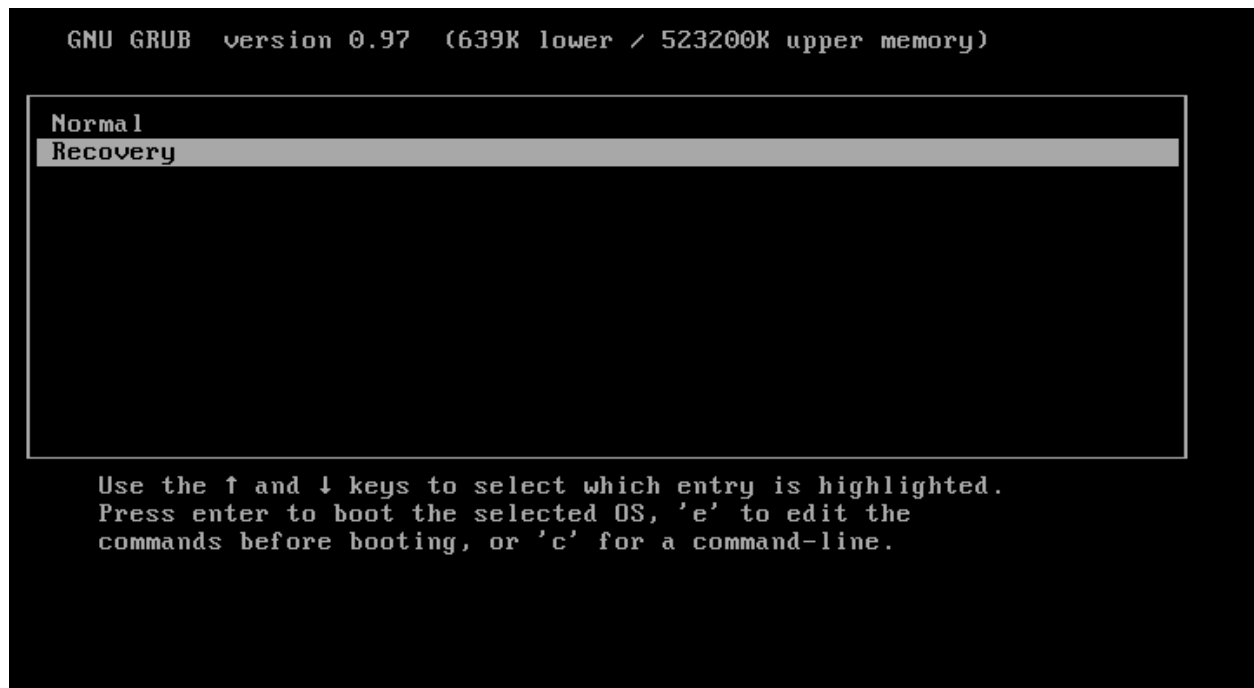 GNU GRUB  version 0.97  (639K lower / 523200K upper memory)
Normal
Recovery
Use the ↑ and ↓ keys to select which entry is highlighted.
Press enter to boot the selected OS, 'e' to edit the
commands before booting, or 'c' for a command-line.